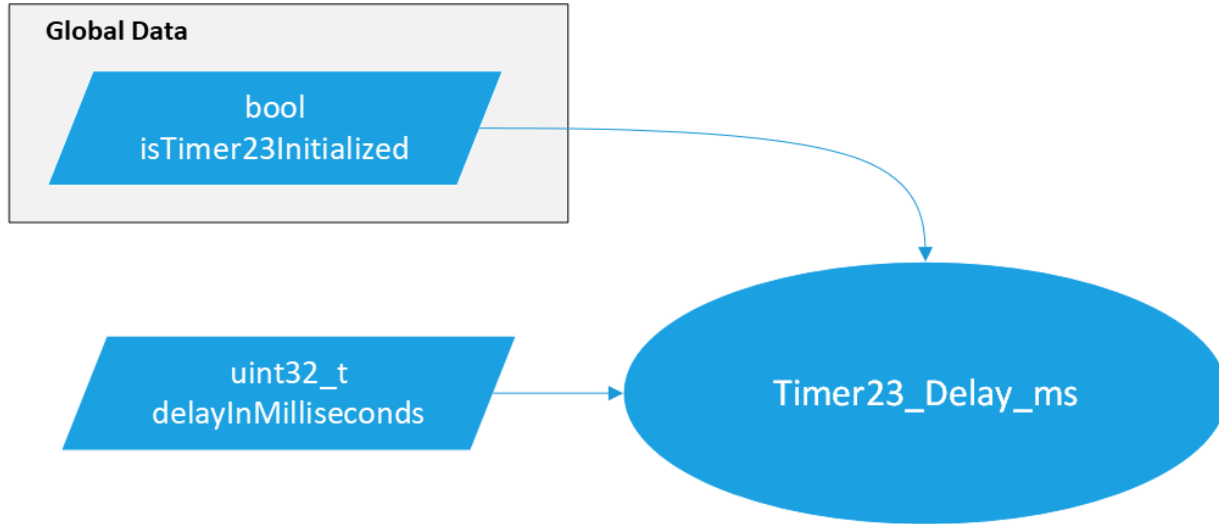 Global Data
bool
isTimer23Initialized
uint32_t
delayInMilliseconds
Timer23_Delay_ms